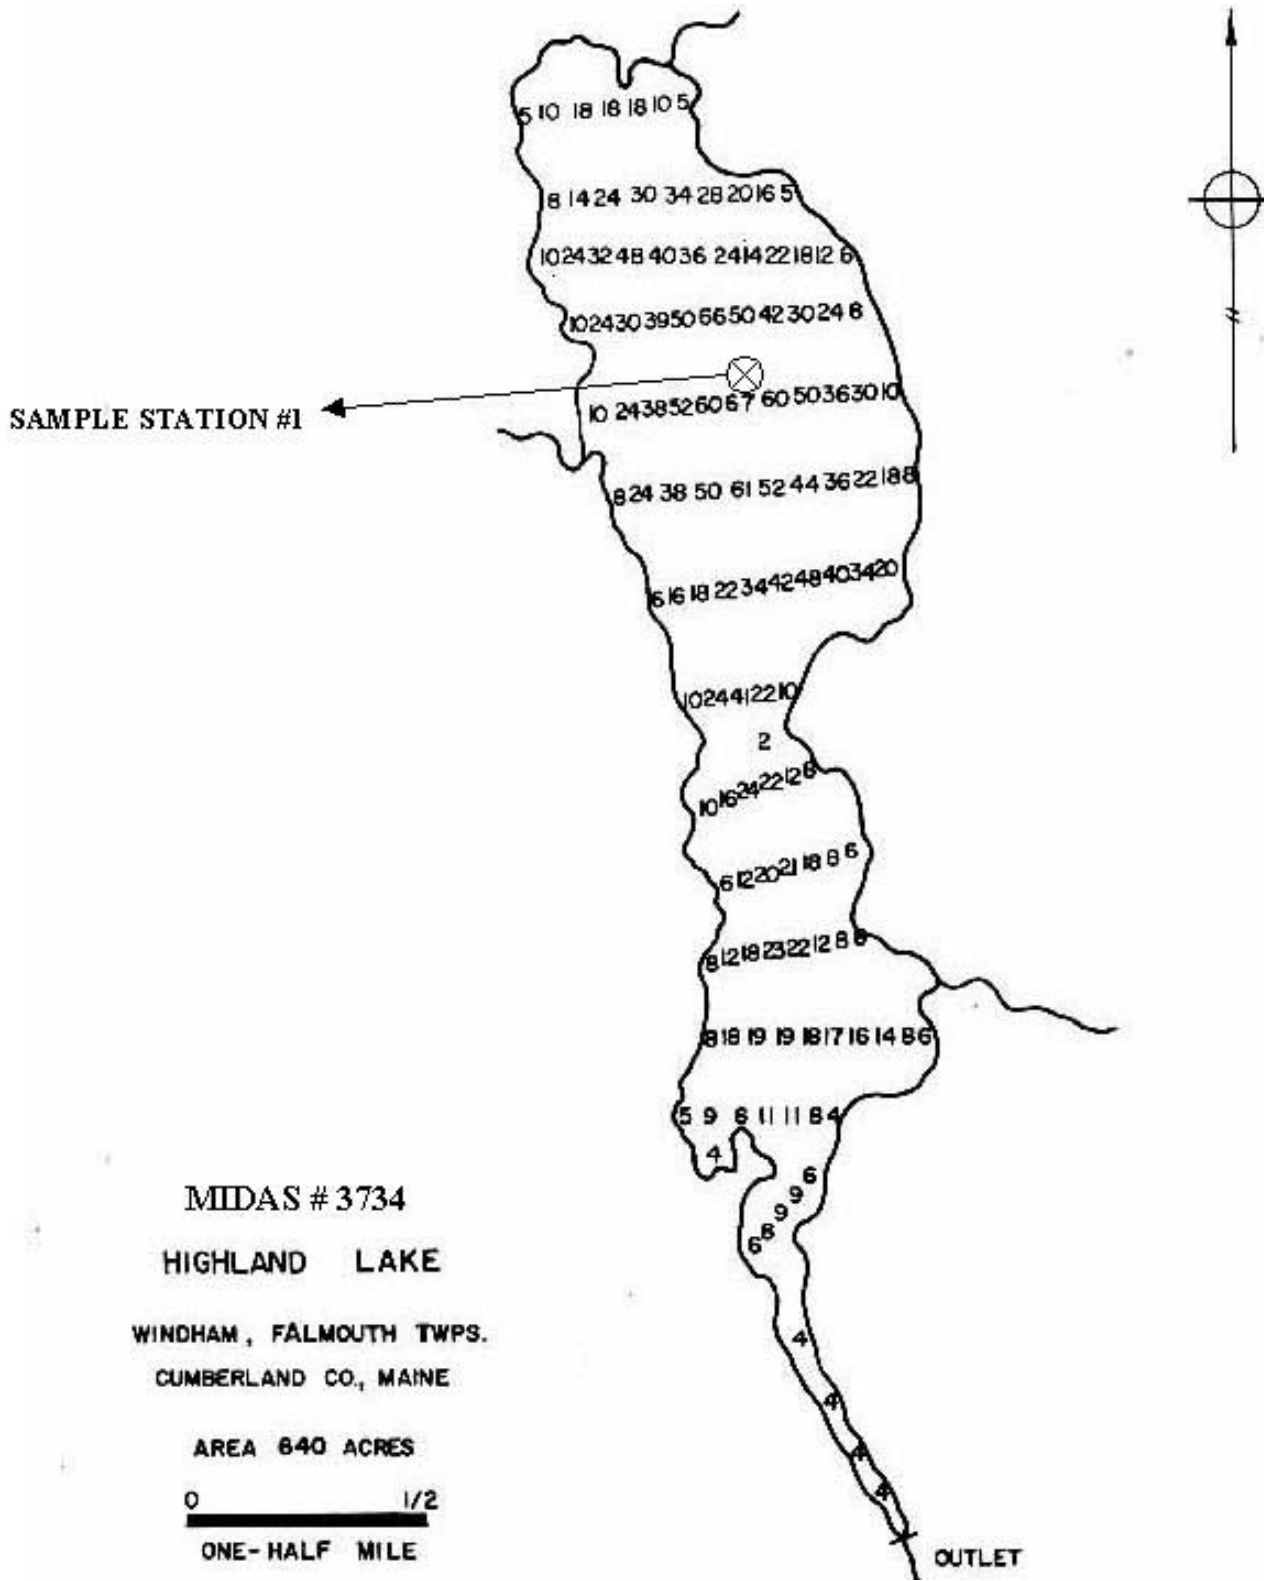 5 10 18 18 18 10 5
8 14 24 30 34 28 20 16 5
10 24 32 48 40 36 24 14 22 18 12 6
10 24 30 39 50 66 50 42 30 24 8
SAMPLE STATION #1
10 24 38 52 60 67 60 50 36 30 10
8 24 38 50 61 52 44 36 22 18 8
6 16 18 22 34 42 48 40 34 20
10 24 41 22 10
2
10 16 24 22 12 8
6 12 20 21 18 8 6
8 12 18 23 22 12 8 6
8 18 19 19 18 17 16 14 8 6
5 9 6 11 11 8 4
4
6 8 9 9 6
4
4
4
4
MIDAS # 3734
HIGHLAND LAKE
WINDHAM, FALMOUTH TWPS.
CUMBERLAND CO., MAINE
AREA 640 ACRES
0 1/2
ONE-HALF MILE
OUTLET